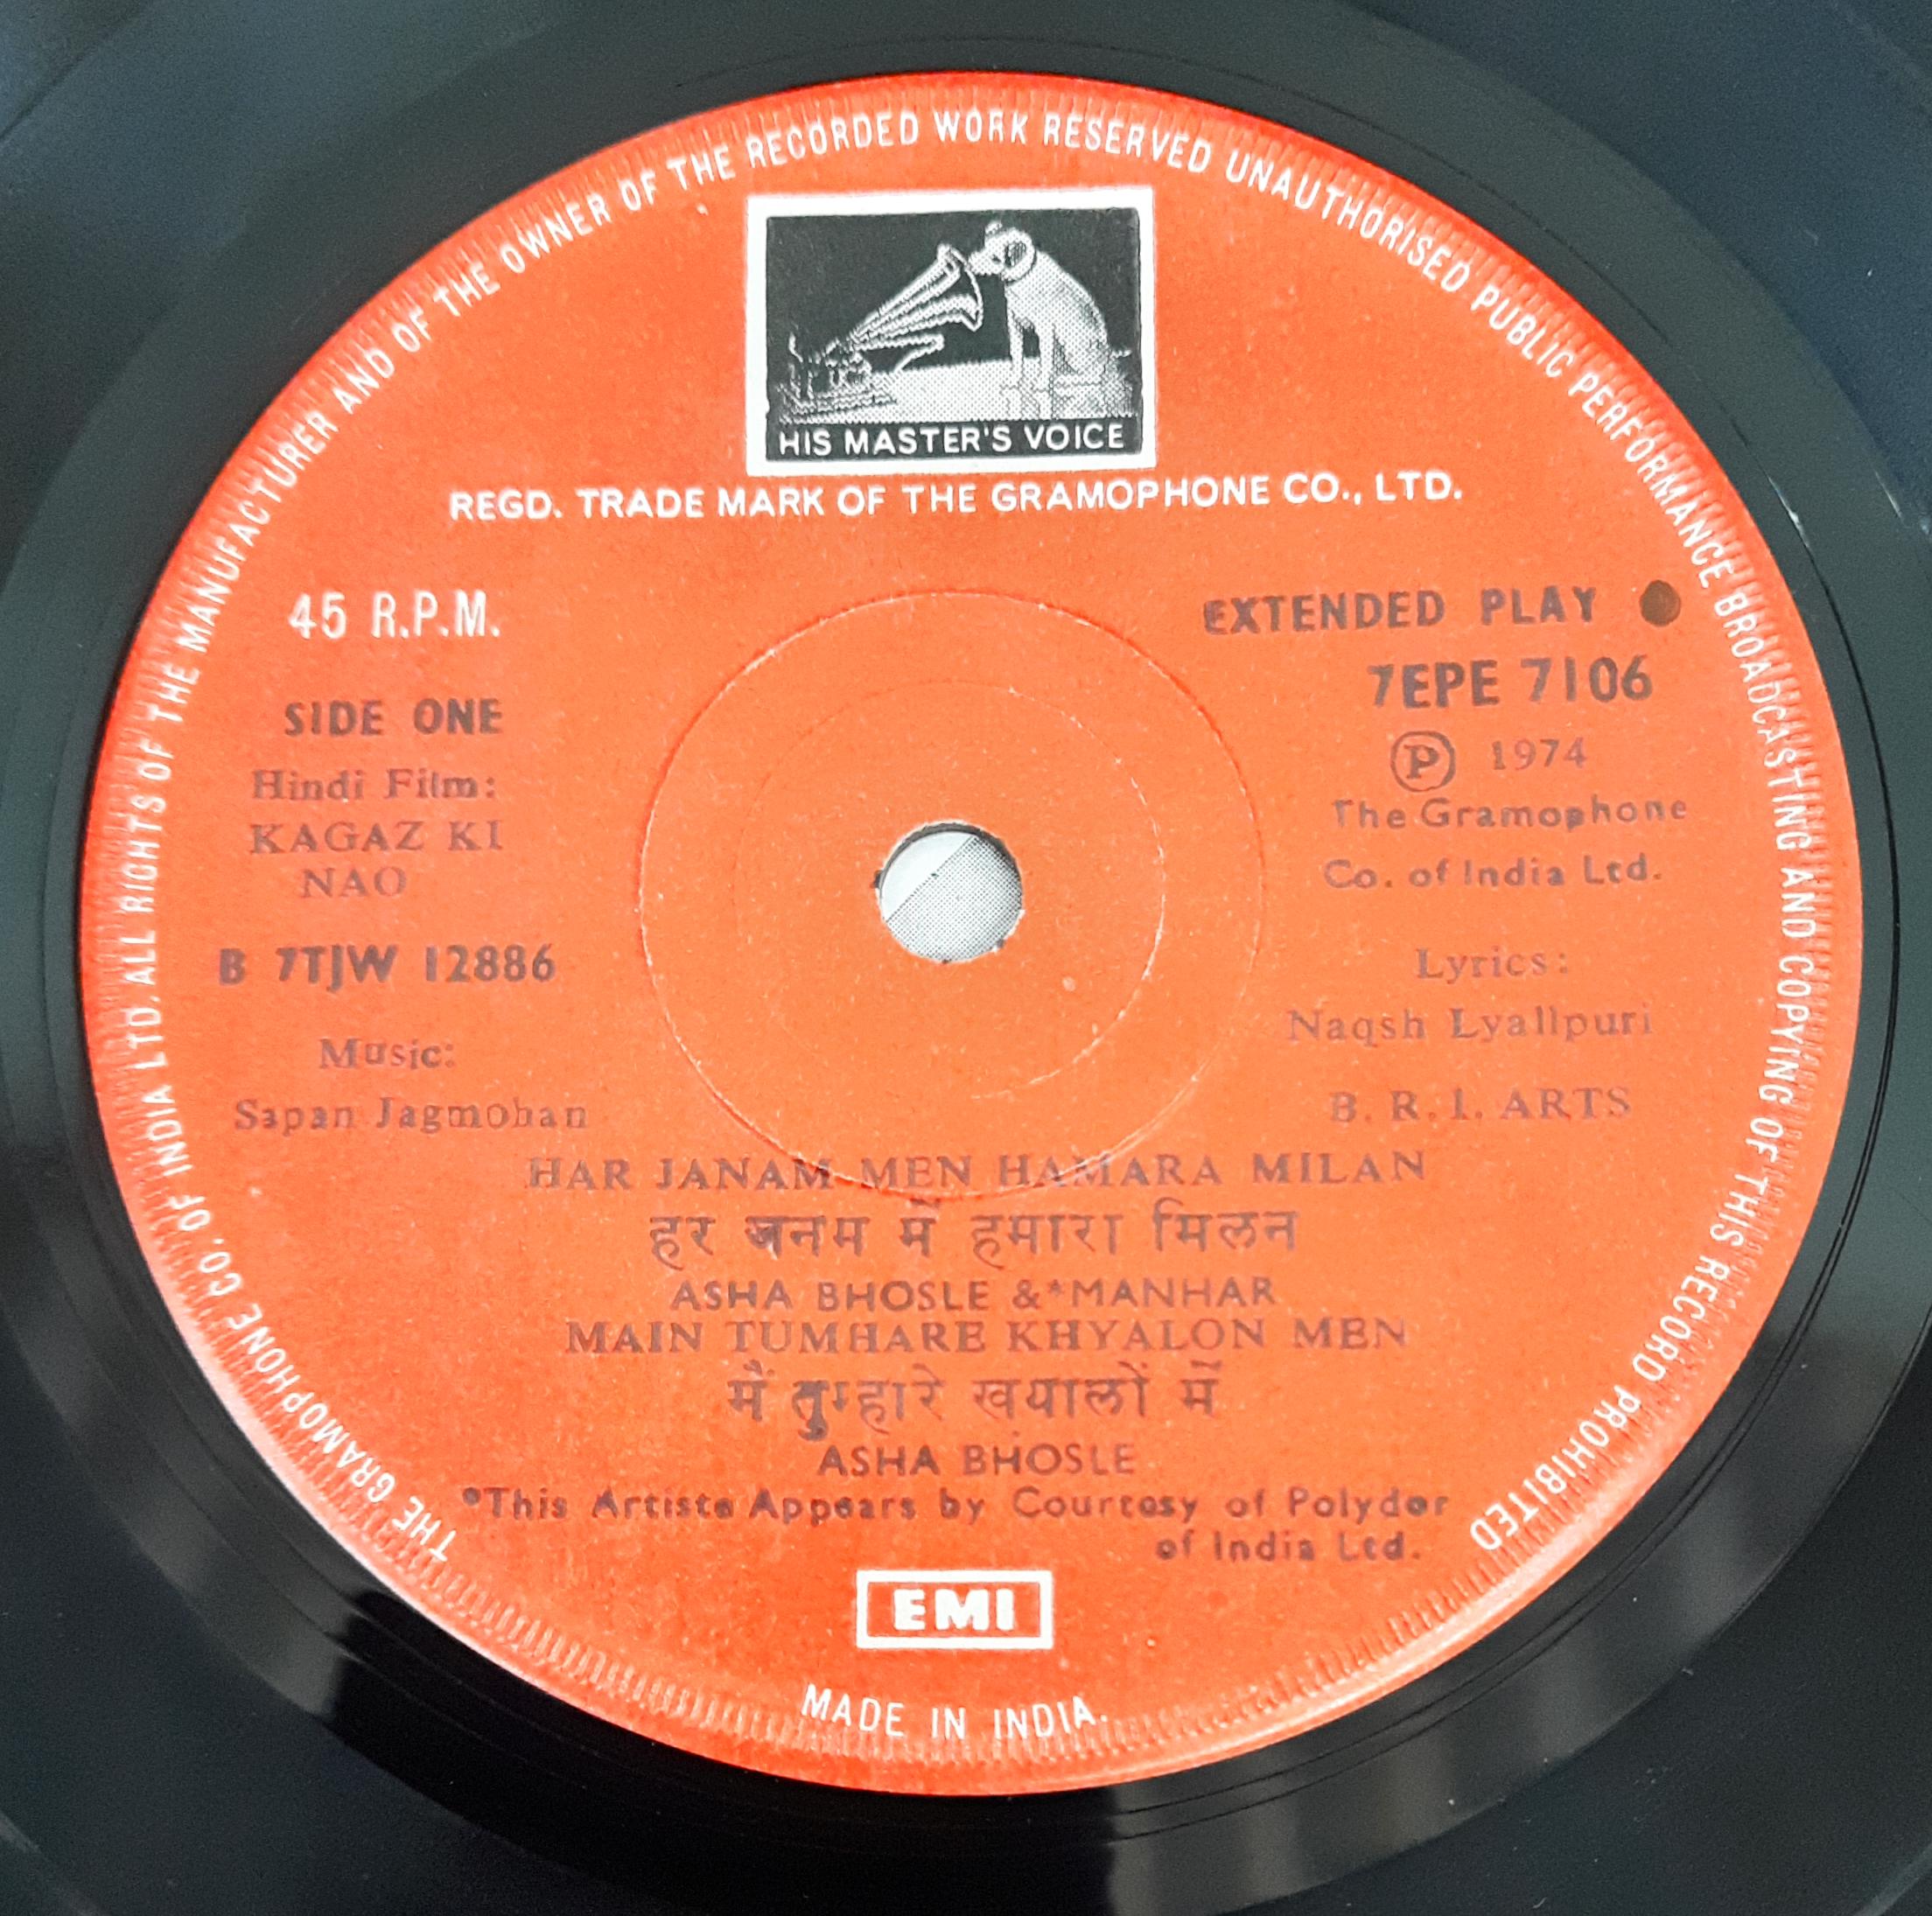 THE GRAMOPHONE CO. OF INDIA LTD. ALL RIGHTS OF THE MANUFACTURER AND OF THE OWNER OF THE RECORDED WORK RESERVED UNAUTHORISED PUBLIC PERFORMANCE BROADCASTING AND COPYING OF THIS RECORD PROHIBITED
HIS MASTER'S VOICE
REGD. TRADE MARK OF THE GRAMOPHONE CO., LTD.
45 R.P.M.
SIDE ONE
Hindi Film:
KAGAZ KI
NAO
B 7TJW 12886
Music:
Sapan Jagmohan
EXTENDED PLAY
7EPE 7106
Ⓟ 1974
The Gramophone
Co. of India Ltd.
Lyrics:
Naqsh Lyallpuri
B. R. I. ARTS
HAR JANAM MEN HAMARA MILAN
हर जनम में हमारा मिलन
ASHA BHOSLE &*MANHAR
MAIN TUMHARE KHYALON MEN
मैं तुम्हारे खयालों में
ASHA BHOSLE
*This Artiste Appears by Courtesy of Polydor
of India Ltd.
EMI
MADE IN INDIA.